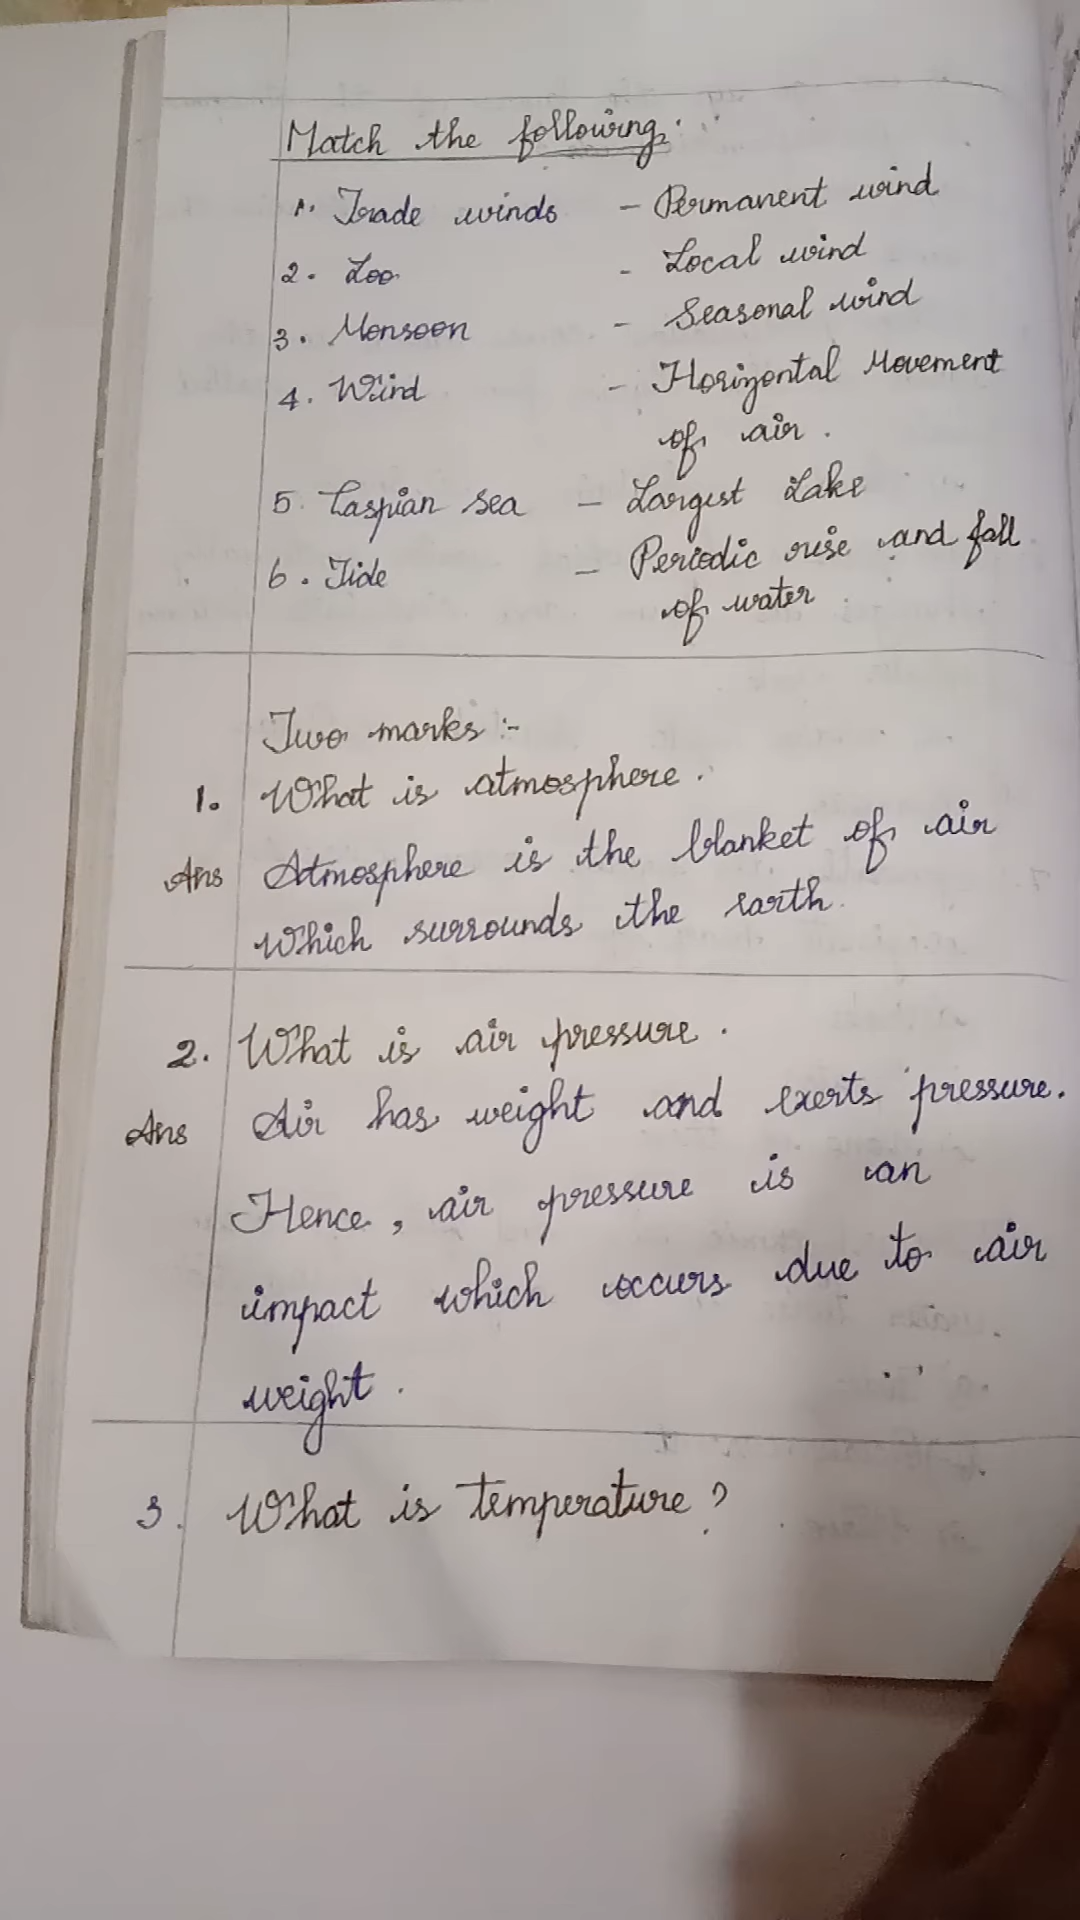 Match the following.
1. Trade winds - Permanent wind
2. Loo - Local wind
3. Monsoon - Seasonal wind
4. Wind - Horizontal Movement
of air.
5. Caspian sea - Largest Lake
6. Tide - Periodic rise and fall
of water
Two marks :-
1. What is atmosphere.
Ans Atmosphere is the blanket of air
which surrounds the earth.
2. What is air pressure.
Ans Air has weight and exerts pressure.
Hence, air pressure is an
impact which occurs due to air
weight.
3. What is temperature?